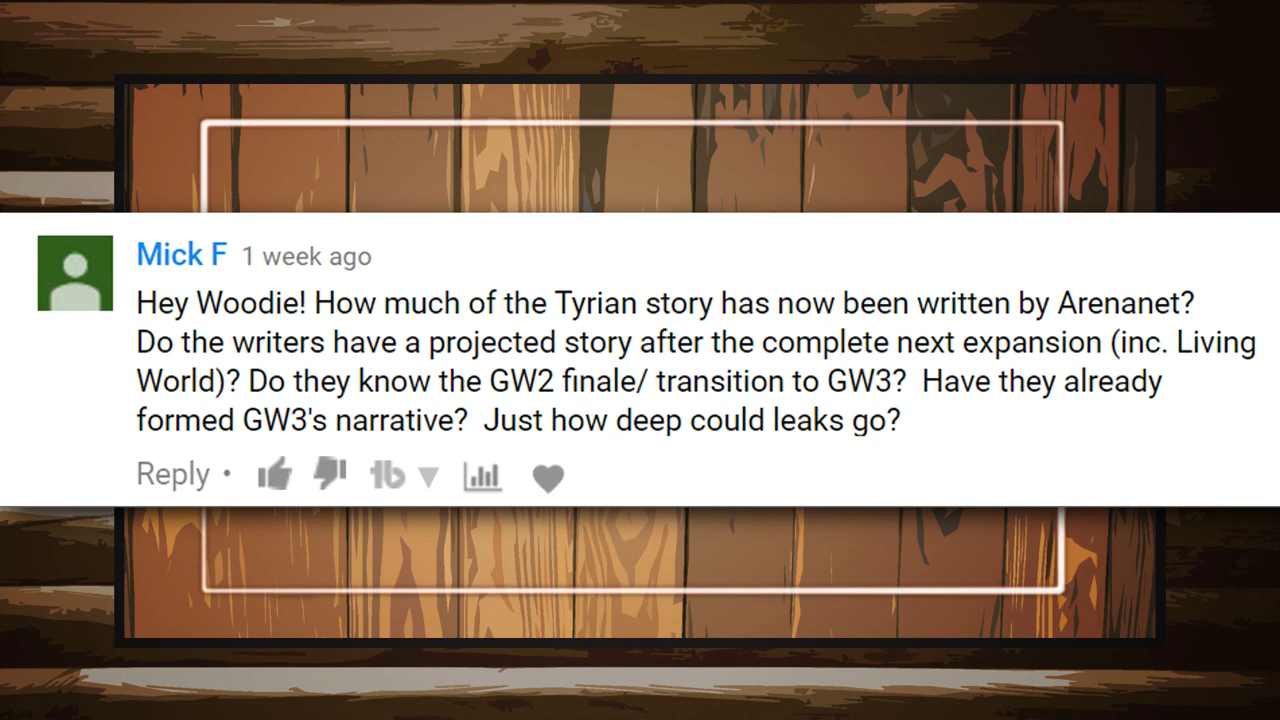 Mick F 1 week ago
Hey Woodie! How much of the Tyrian story has now been written by Arenanet?
Do the writers have a projected story after the complete next expansion (inc. Living
World)? Do they know the GW2 finale/ transition to GW3?  Have they already
formed GW3's narrative?  Just how deep could leaks go?
Reply •